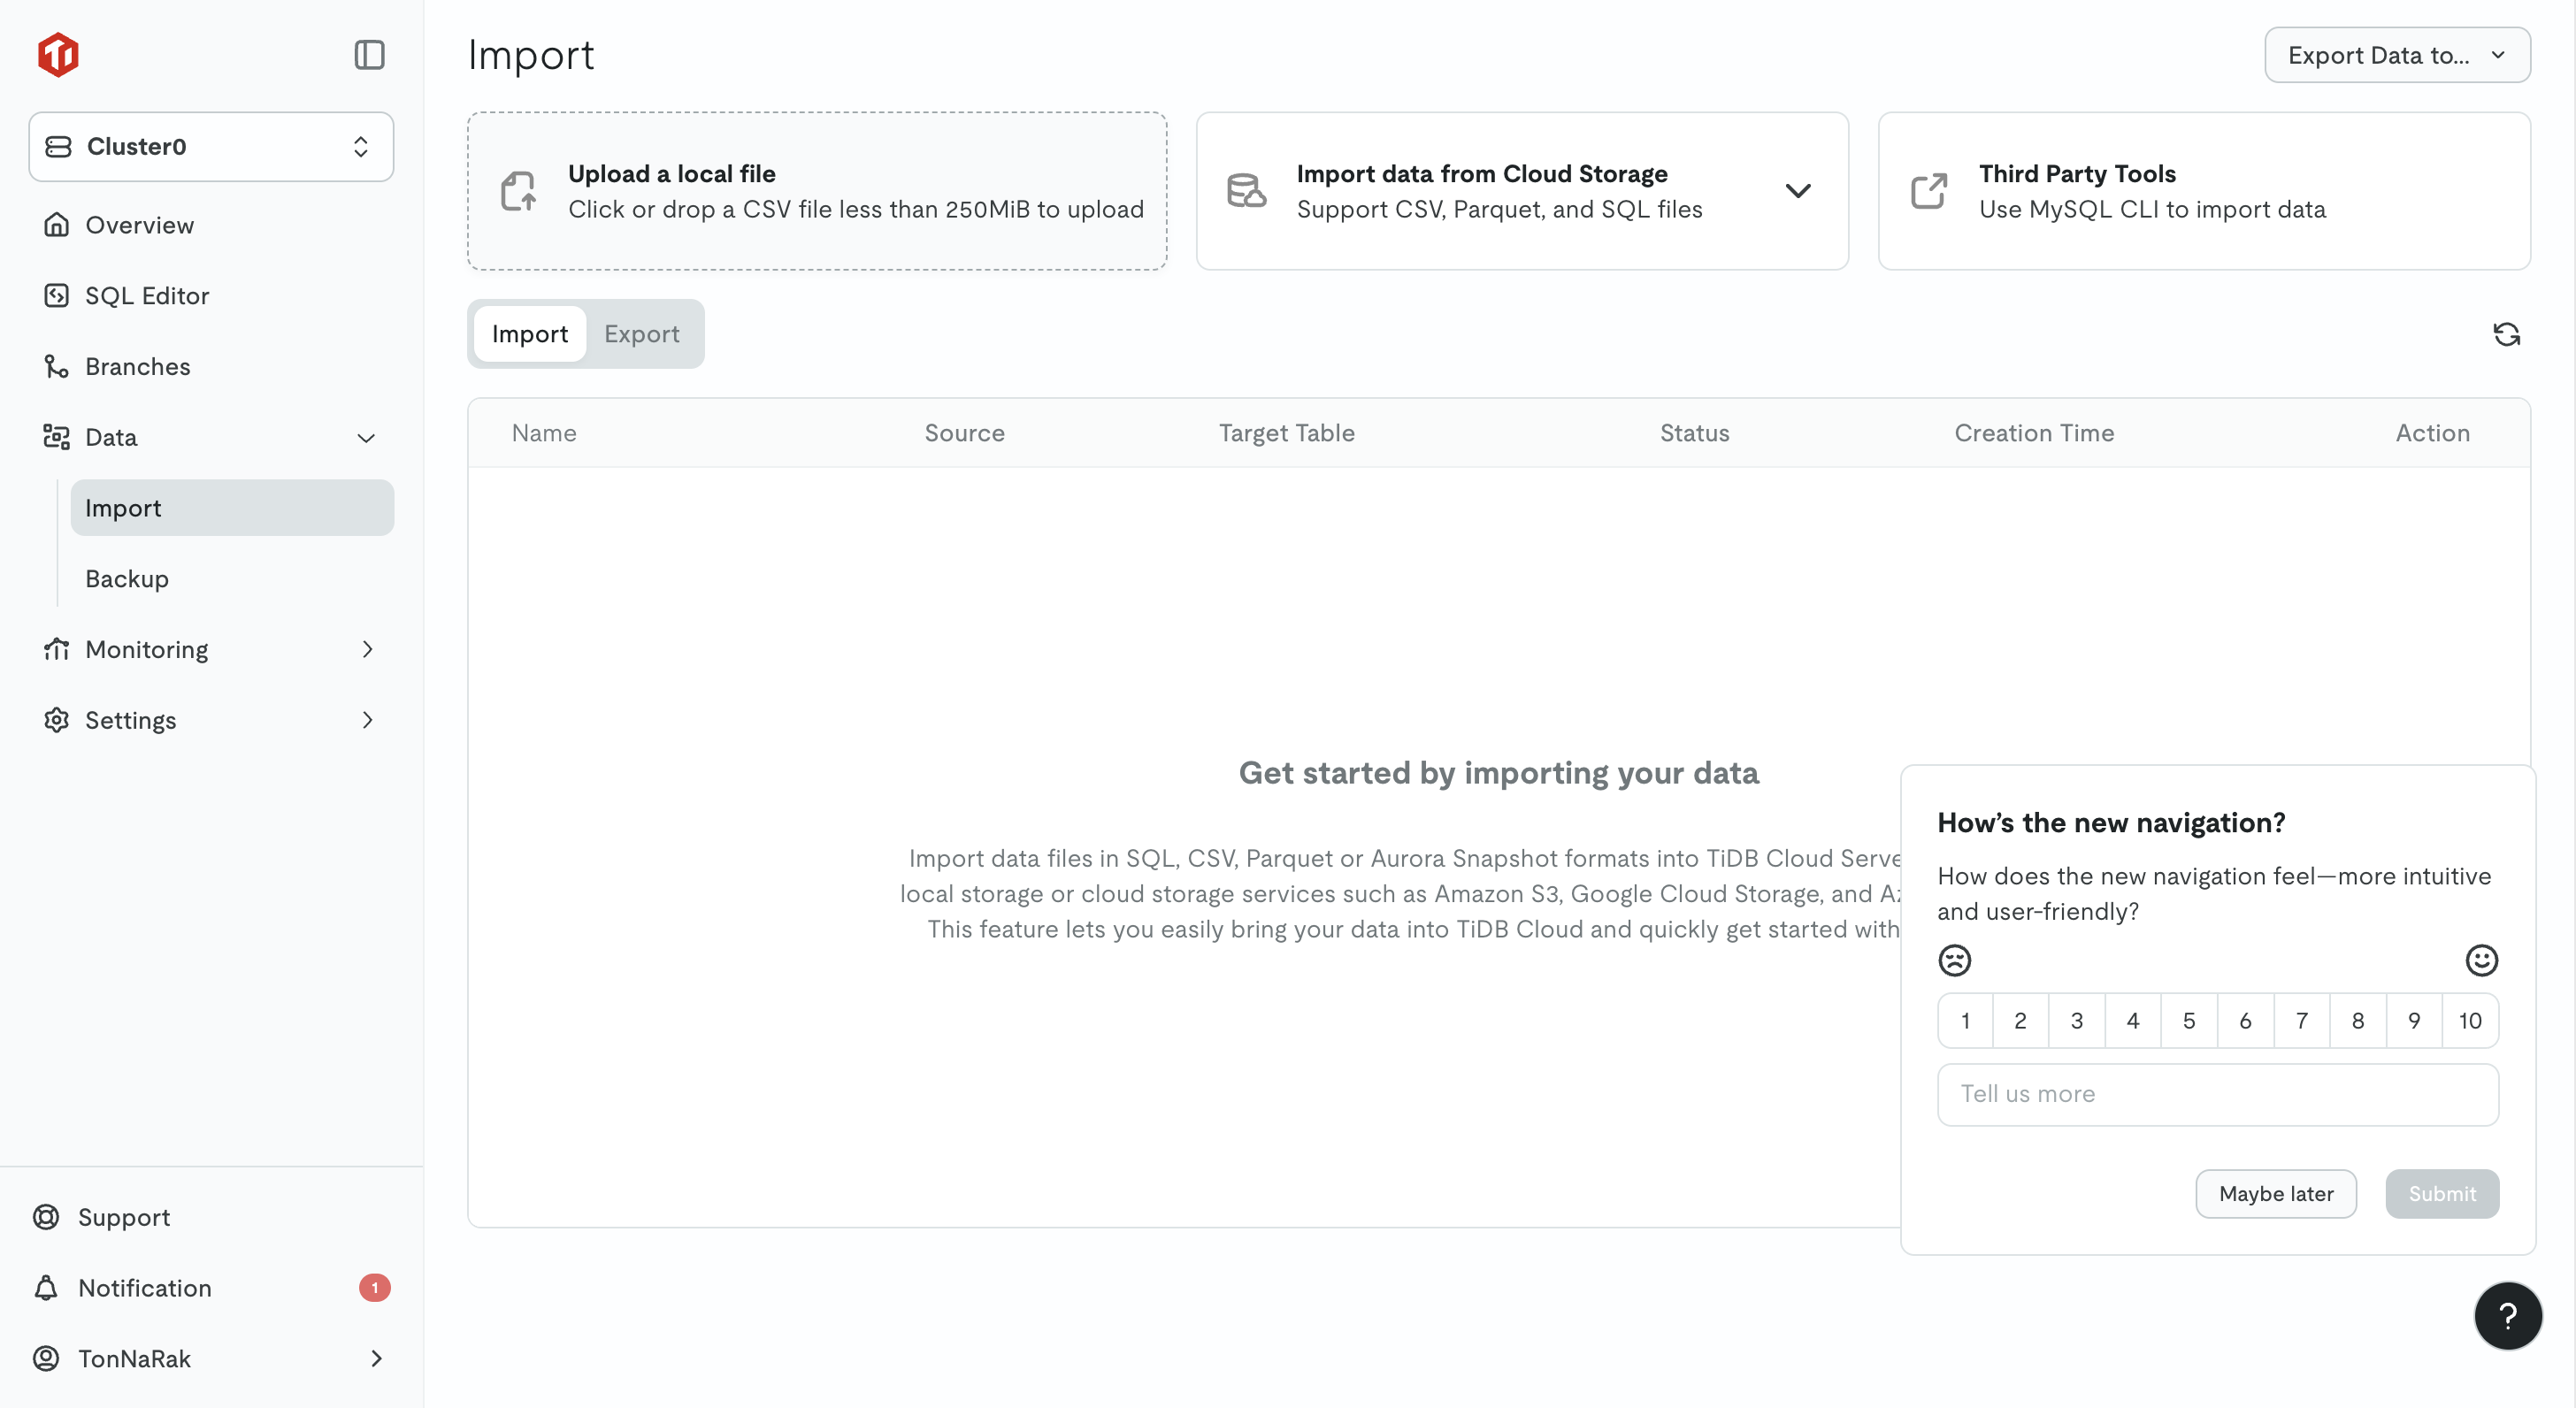 Cluster0
Overview
SQL Editor
Branches
Data
Import
Backup
Monitoring
Settings
Support
Notification
1
TonNaRak
Import
Export Data to...
Upload a local file
Click or drop a CSV file less than 250MiB to upload
Import data from Cloud Storage
Support CSV, Parquet, and SQL files
Third Party Tools
Use MySQL CLI to import data
Import
Export
Name
Source
Target Table
Status
Creation Time
Action
Get started by importing your data
Import data files in SQL, CSV, Parquet or Aurora Snapshot formats into TiDB Cloud
local storage or cloud storage services such as Amazon S3, Google Cloud Storage, and
This feature lets you easily bring your data into TiDB Cloud and quickly get started with
How's the new navigation?
How does the new navigation feel—more intuitive
and user-friendly?
1 2 3 4 5 6 7 8 9 10
Tell us more
Maybe later
Submit
?